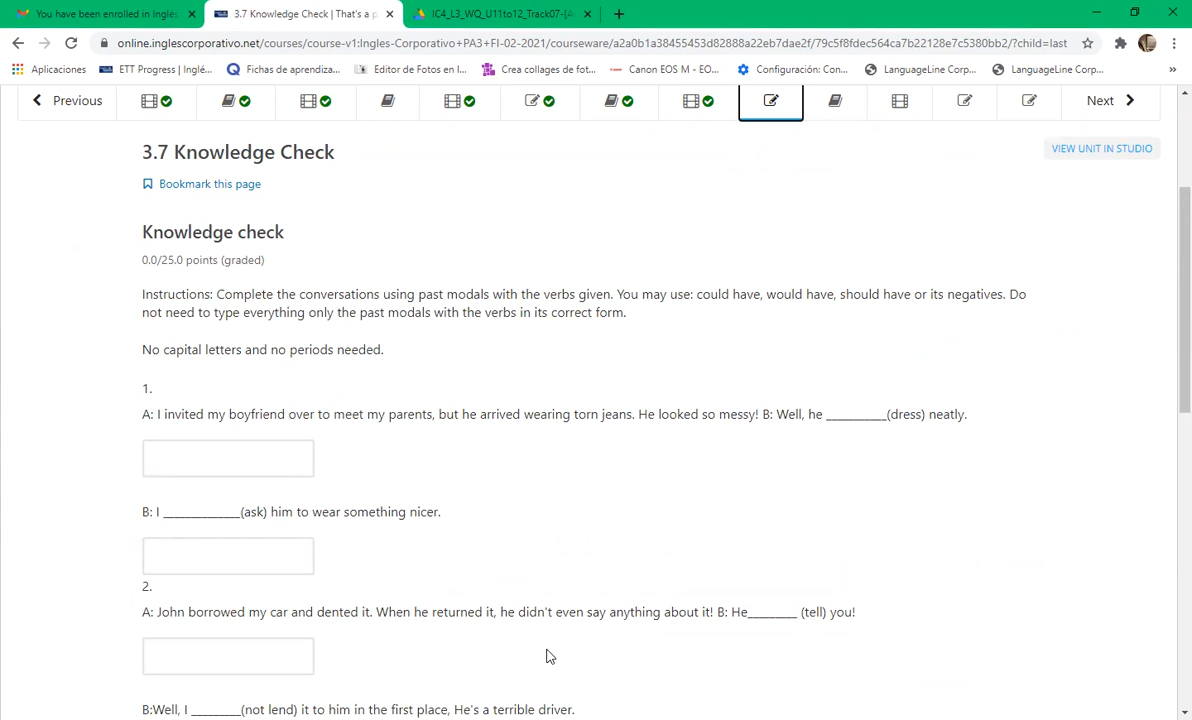 You have been enrolled in Inglés
3.7 Knowledge Check | That's a p
IC4_L3_WQ_U11to12_Track07-[A
online.inglescorporativo.net/courses/course-v1:Ingles-Corporativo+PA3+FI-02-2021/courseware/a2a0b1a38455453d82888a22eb7dae2f/79c5f8fdec564ca7b22128e7c5380bb2/?child=last
Aplicaciones
ETT Progress | Inglé...
Fichas de aprendiza...
Editor de Fotos en l...
Crea collages de fot...
Canon EOS M - EO...
Configuración: Con...
LanguageLine Corp...
LanguageLine Corp...
Previous
Next
3.7 Knowledge Check
VIEW UNIT IN STUDIO
Bookmark this page
Knowledge check
0.0/25.0 points (graded)
Instructions: Complete the conversations using past modals with the verbs given. You may use: could have, would have, should have or its negatives. Do
not need to type everything only the past modals with the verbs in its correct form.
No capital letters and no periods needed.
1.
A: I invited my boyfriend over to meet my parents, but he arrived wearing torn jeans. He looked so messy! B: Well, he __________(dress) neatly.
B: I _____________(ask) him to wear something nicer.
2.
A: John borrowed my car and dented it. When he returned it, he didn't even say anything about it! B: He________ (tell) you!
B:Well, I ________(not lend) it to him in the first place, He's a terrible driver.